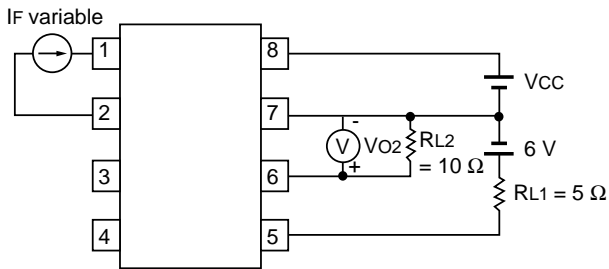 IF variable
1
8
VCC
2
7
-
V
VO2
RL2
= 10 Ω
6 V
3
6
+
RL1 = 5 Ω
4
5